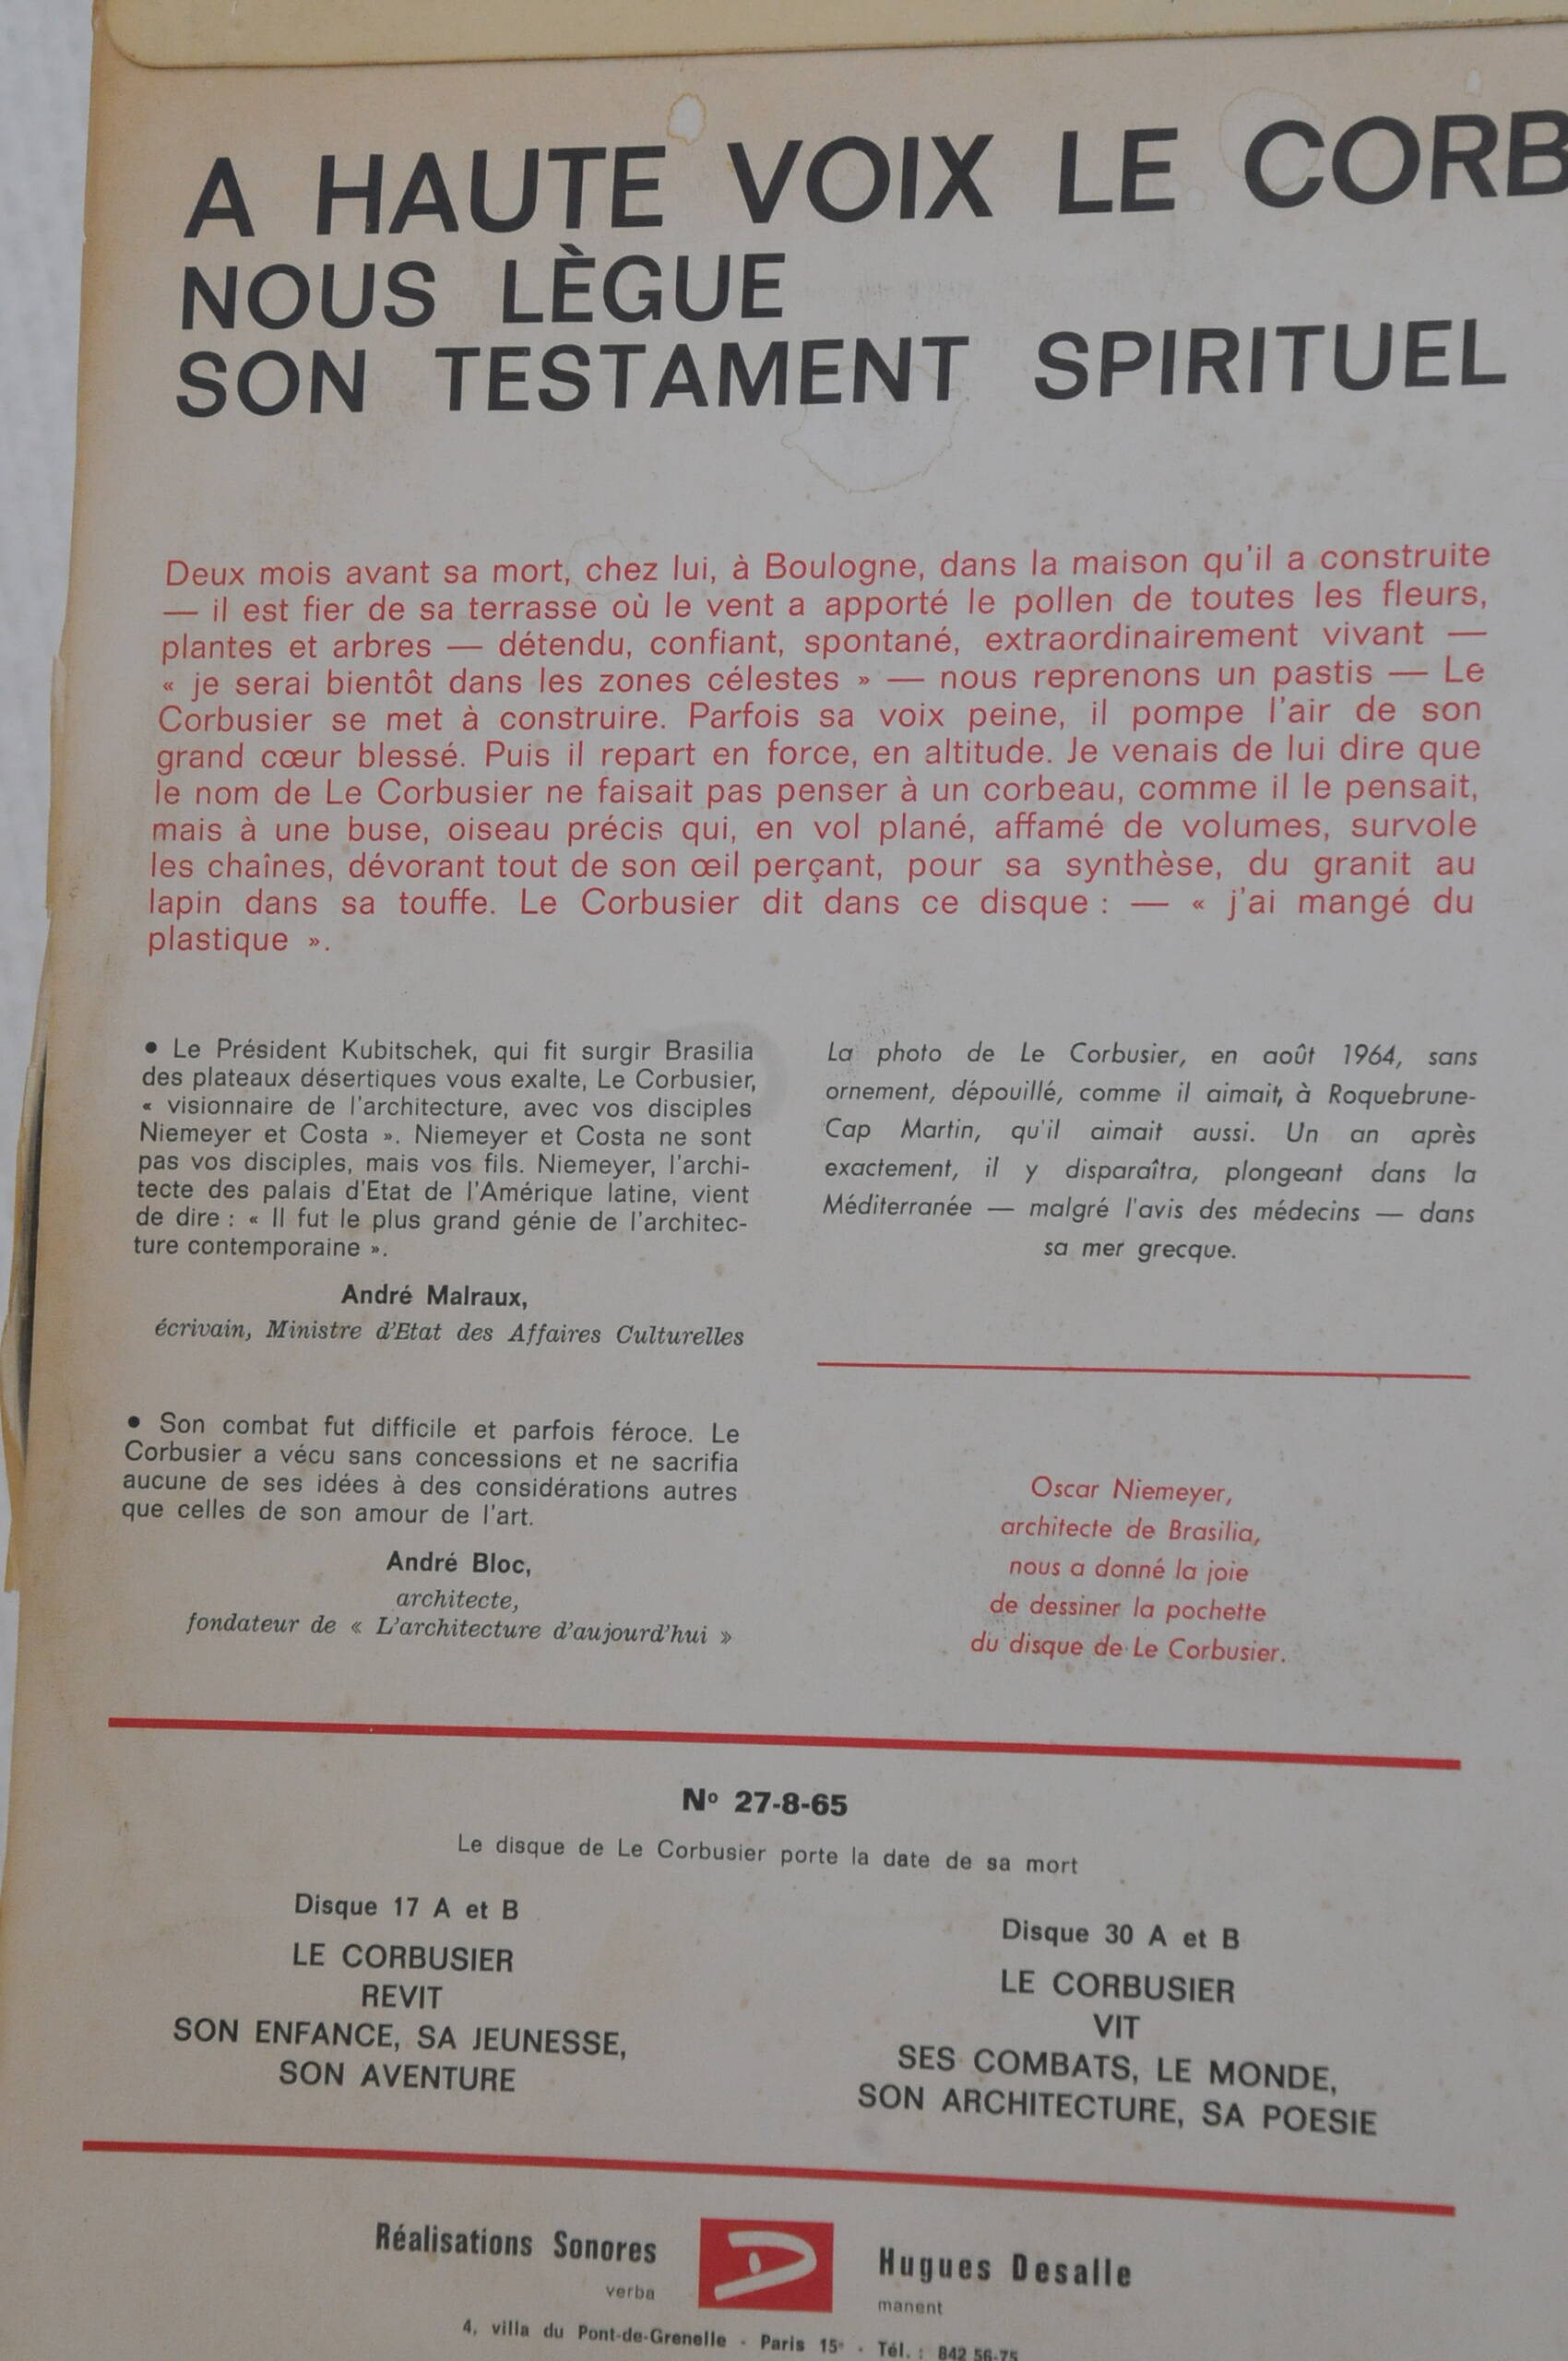 A HAUTE VOIX LE CORB
NOUS LÈGUE
SON TESTAMENT SPIRITUEL
Deux mois avant sa mort, chez lui, à Boulogne, dans la maison qu'il a construite
— il est fier de sa terrasse où le vent a apporté le pollen de toutes les fleurs,
plantes et arbres — détendu, confiant, spontané, extraordinairement vivant —
« je serai bientôt dans les zones célestes » — nous reprenons un pastis — Le
Corbusier se met à construire. Parfois sa voix peine, il pompe l'air de son
grand cœur blessé. Puis il repart en force, en altitude. Je venais de lui dire que
le nom de Le Corbusier ne faisait pas penser à un corbeau, comme il le pensait,
mais à une buse, oiseau précis qui, en vol plané, affamé de volumes, survole
les chaînes, dévorant tout de son œil perçant, pour sa synthèse, du granit au
lapin dans sa touffe. Le Corbusier dit dans ce disque : — « j'ai mangé du
plastique ».
• Le Président Kubitschek, qui fit surgir Brasilia
des plateaux désertiques vous exalte, Le Corbusier,
« visionnaire de l'architecture, avec vos disciples
Niemeyer et Costa ». Niemeyer et Costa ne sont
pas vos disciples, mais vos fils. Niemeyer, l'archi-
tecte des palais d'Etat de l'Amérique latine, vient
de dire : « Il fut le plus grand génie de l'architec-
ture contemporaine ».
André Malraux,
écrivain, Ministre d'Etat des Affaires Culturelles
• Son combat fut difficile et parfois féroce. Le
Corbusier a vécu sans concessions et ne sacrifia
aucune de ses idées à des considérations autres
que celles de son amour de l'art.
André Bloc,
architecte,
fondateur de « L'architecture d'aujourd'hui »
La photo de Le Corbusier, en août 1964, sans
ornement, dépouillé, comme il aimait, à Roquebrune-
Cap Martin, qu'il aimait aussi. Un an après
exactement, il y disparaîtra, plongeant dans la
Méditerranée — malgré l'avis des médecins — dans
sa mer grecque.
Oscar Niemeyer,
architecte de Brasilia,
nous a donné la joie
de dessiner la pochette
du disque de Le Corbusier.
Nº 27-8-65
Le disque de Le Corbusier porte la date de sa mort
Disque 17 A et B
LE CORBUSIER
REVIT
SON ENFANCE, SA JEUNESSE,
SON AVENTURE
Disque 30 A et B
LE CORBUSIER
VIT
SES COMBATS, LE MONDE,
SON ARCHITECTURE, SA POESIE
Réalisations Sonores
verba
Hugues Desalle
manent
4, villa du Pont-de-Grenelle - Paris 15e - Tél. : 842 56-75